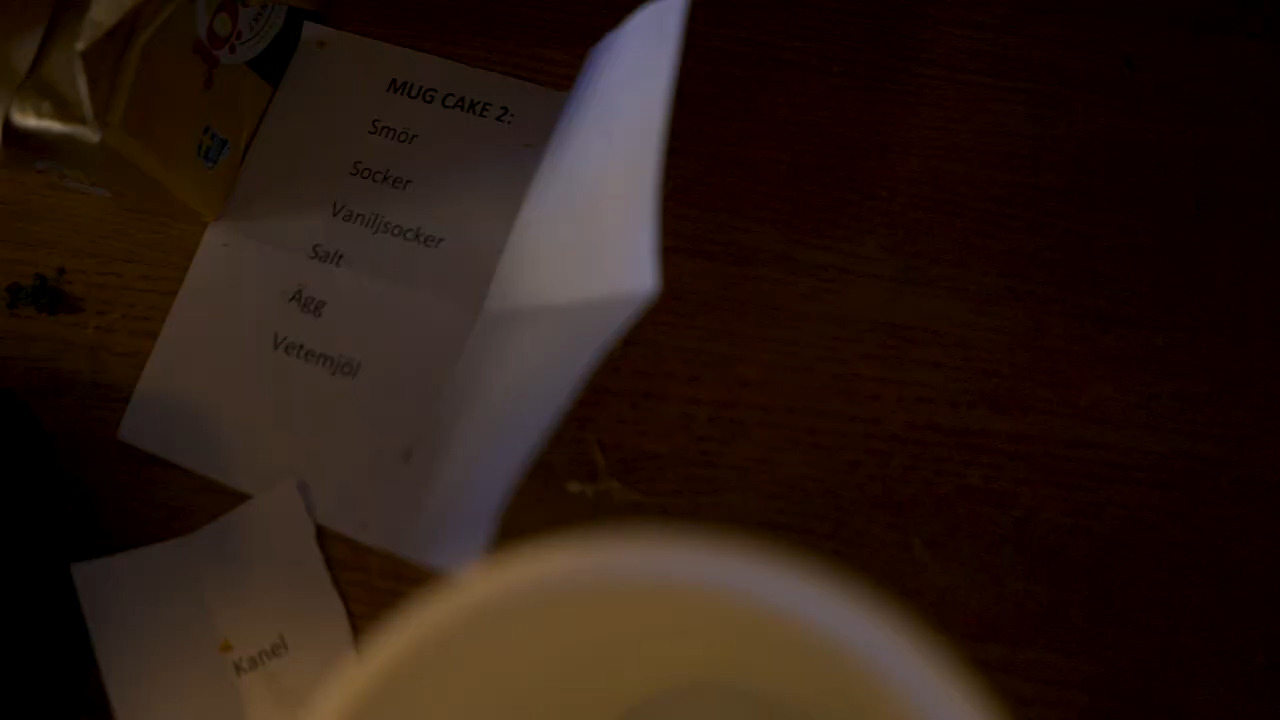 MUG CAKE 2:
Smör
Socker
Vaniljsocker
Salt
Ägg
Vetemjöl
Kanel